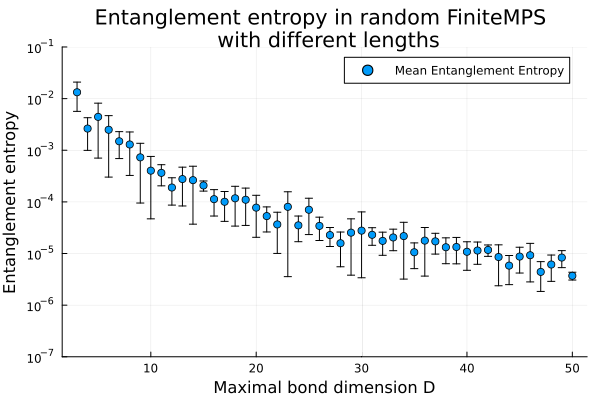 Entanglement entropy in random FiniteMPS
with different lengths
Mean Entanglement Entropy
Entanglement entropy
10⁻¹
10⁻²
10⁻³
10⁻⁴
10⁻⁵
10⁻⁶
10⁻⁷
10 20 30 40 50
Maximal bond dimension D